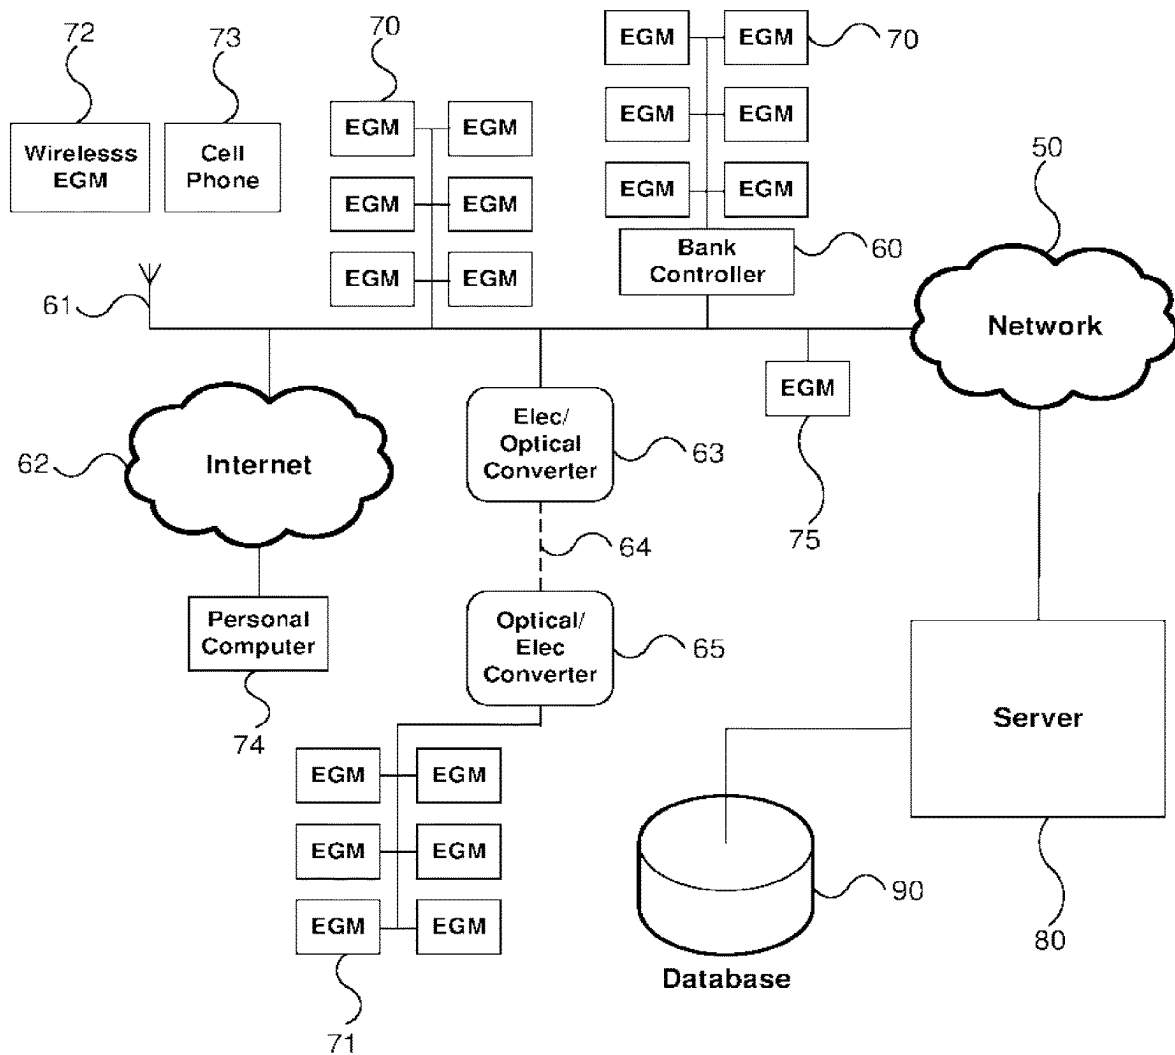 72
73
70
EGM EGM
70
Wirelesss
EGM
Cell
Phone
EGM EGM
EGM EGM
EGM EGM
EGM EGM
50
EGM EGM
Bank
Controller
60
61
Network
EGM
Elec/
Optical
Converter
63
62
Internet
75
64
Personal
Computer
Optical/
Elec
Converter
65
74
Server
EGM EGM
EGM EGM
90
EGM EGM
80
Database
71